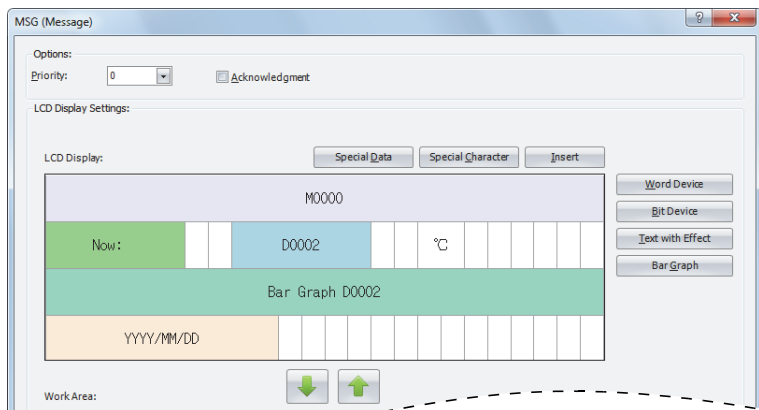 MSG (Message)
Options:
Priority: 0 Acknowledgment
LCD Display Settings:
LCD Display: Special Data Special Character Insert
M0000
Word Device
Bit Device
Now: D0002 ℃
Text with Effect
Bar Graph
Bar Graph D0002
YYYY/MM/DD
Work Area: